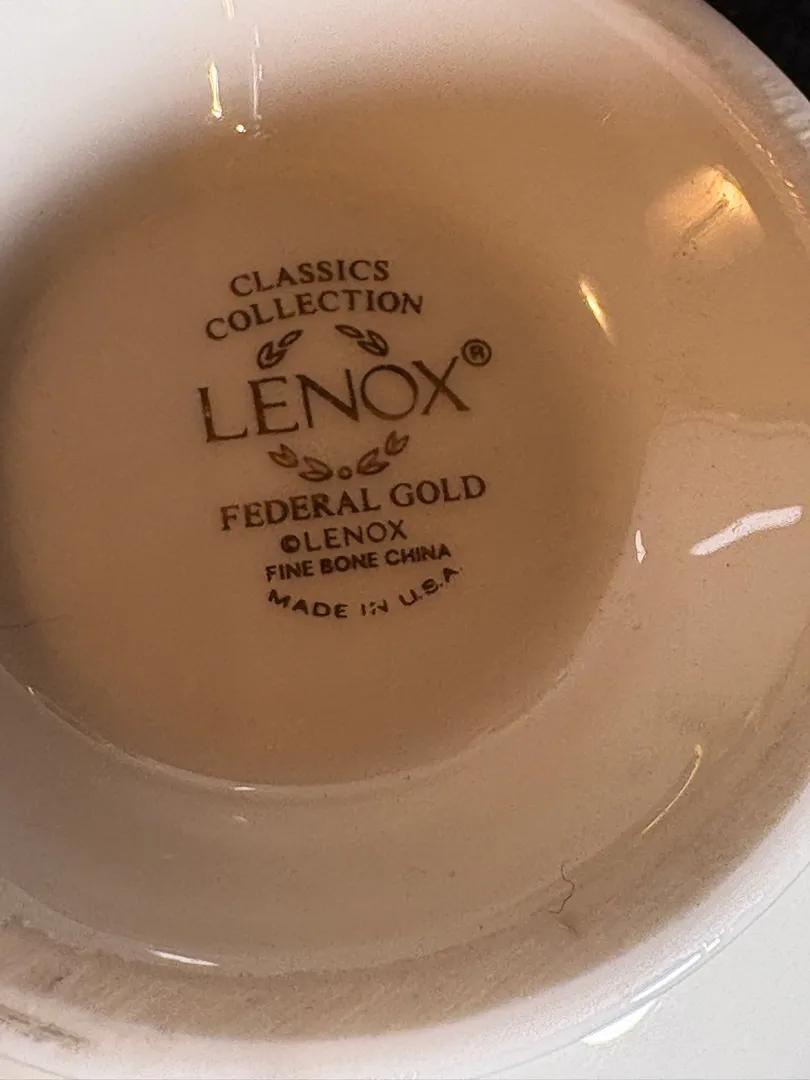 CLASSICS
COLLECTION
LENOX®
FEDERAL GOLD
©LENOX
FINE BONE CHINA
MADE IN U.S.A.